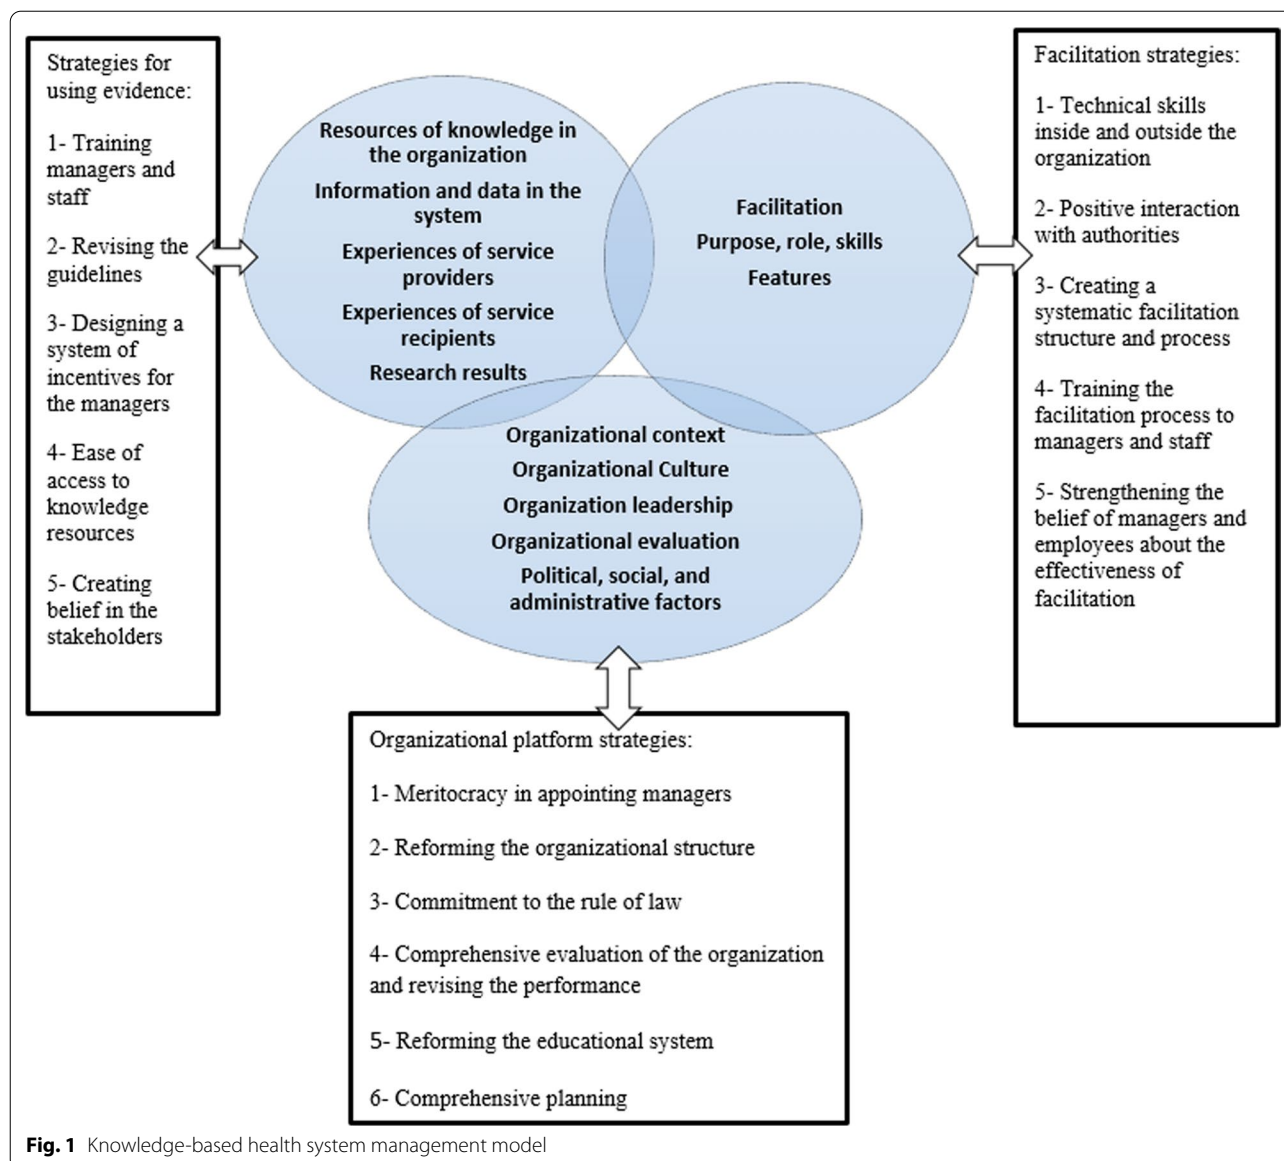 Strategies for
using evidence:
1- Training
managers and
staff
2- Revising the
guidelines
3- Designing a
system of
incentives for
the managers
4- Ease of
access to
knowledge
resources
5- Creating
belief in the
stakeholders
Resources of knowledge in
the organization
Information and data in the
system
Experiences of service
providers
Experiences of service
recipients
Research results
Facilitation
Purpose, role, skills
Features
Facilitation strategies:
1- Technical skills
inside and outside the
organization
2- Positive interaction
with authorities
3- Creating a
systematic facilitation
structure and process
4- Training the
facilitation process to
managers and staff
5- Strengthening the
belief of managers and
employees about the
effectiveness of
facilitation
Organizational context
Organizational Culture
Organization leadership
Organizational evaluation
Political, social, and
administrative factors
Organizational platform strategies:
1- Meritocracy in appointing managers
2- Reforming the organizational structure
3- Commitment to the rule of law
4- Comprehensive evaluation of the organization
and revising the performance
5- Reforming the educational system
6- Comprehensive planning
Fig. 1 Knowledge-based health system management model